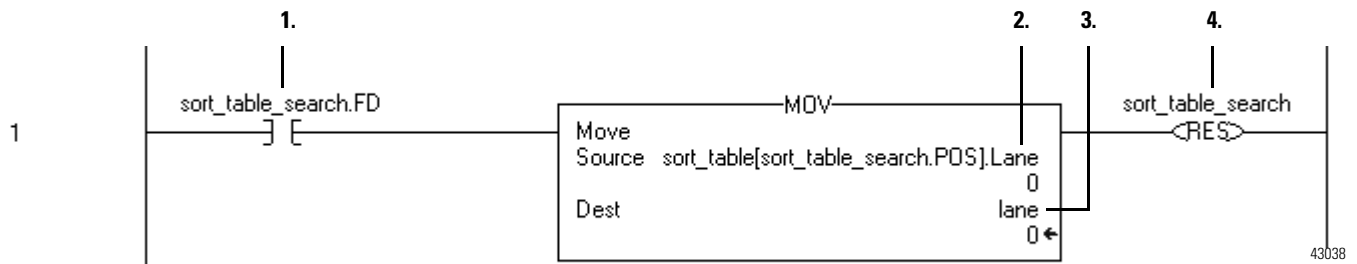 1. 2. 3. 4.
sort_table_search.FD MOV sort_table_search
1 Move RES
Source sort_table[sort_table_search.POS].Lane
0
Dest lane
0
43038